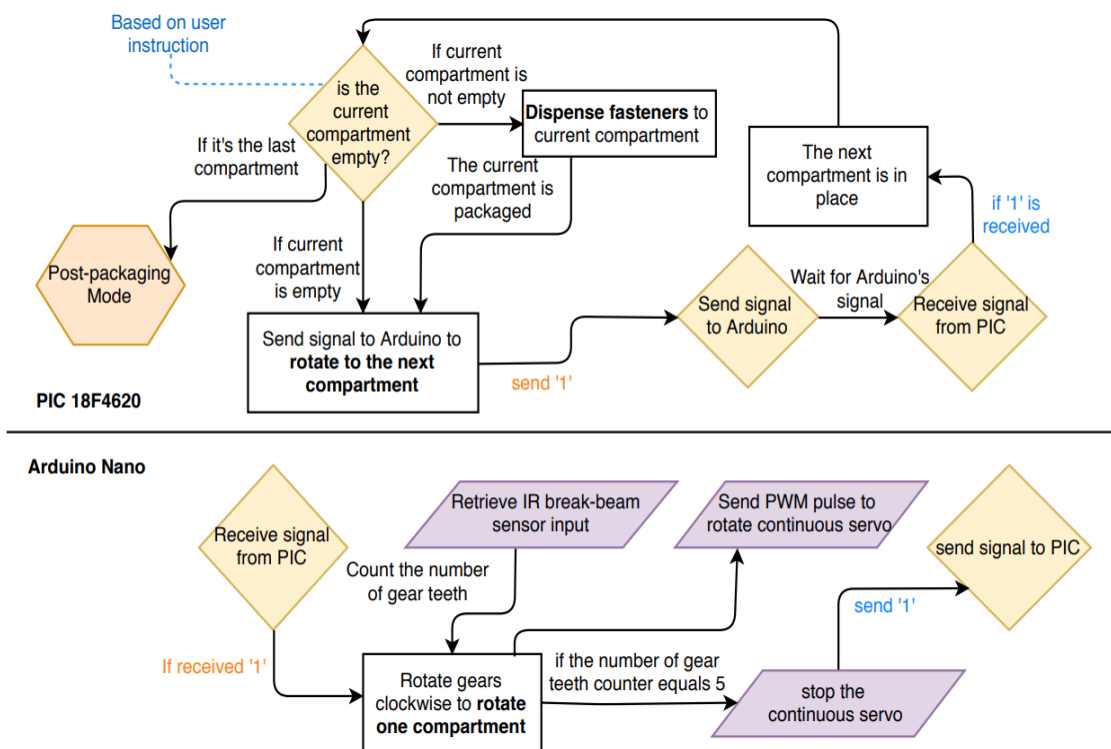 Based on user
instruction
is the
current
compartment
empty?
If current
compartment is
not empty
Dispense fasteners to
current compartment
If it's the last
compartment
The current
compartment is
packaged
The next
compartment is in
place
if '1' is
received
Post-packaging
Mode
If current
compartment
is empty
Send signal to Arduino to
rotate to the next
compartment
send '1'
Send signal
to Arduino
Wait for Arduino's
signal
Receive signal
from PIC
PIC 18F4620
Arduino Nano
Receive signal
from PIC
Retrieve IR break-beam
sensor input
Send PWM pulse to
rotate continuous servo
send signal to PIC
Count the number
of gear teeth
send '1'
If received '1'
Rotate gears
clockwise to rotate
one compartment
if the number of gear
teeth counter equals 5
stop the
continuous servo